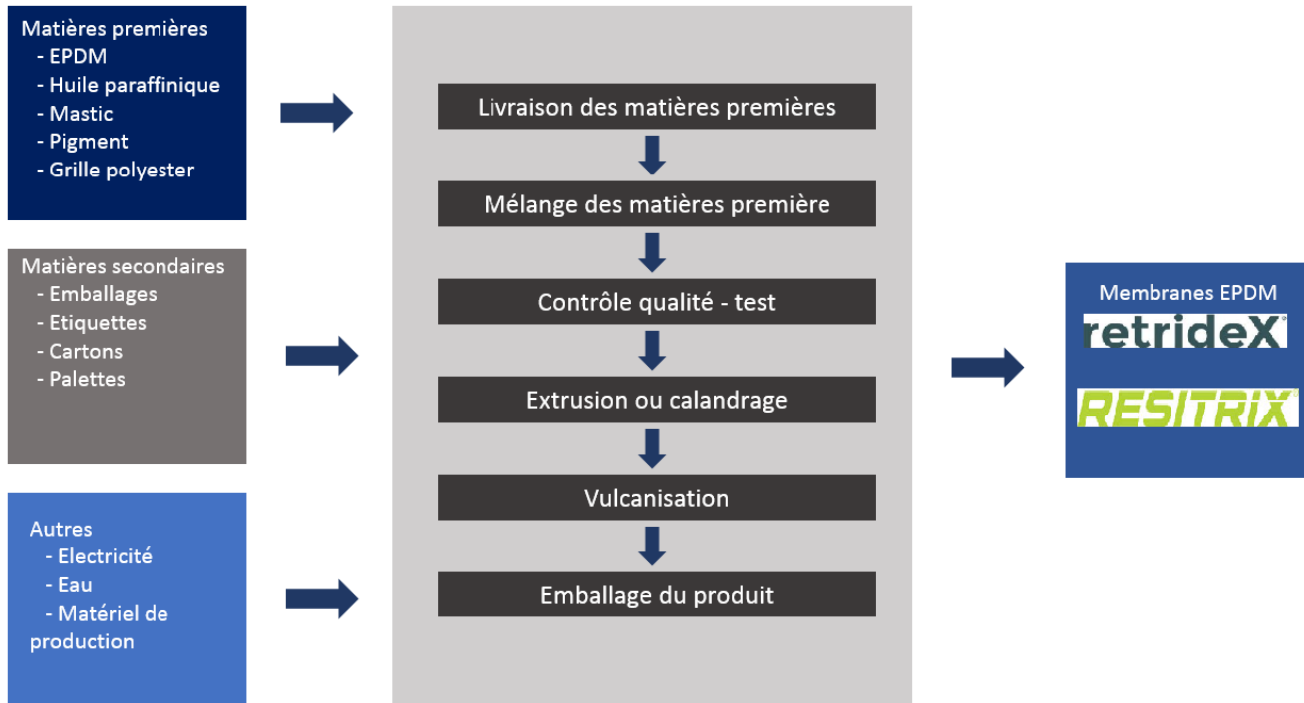 Matières premières
- EPDM
- Huile paraffinique
- Mastic
- Pigment
- Grille polyester
Matières secondaires
- Emballages
- Etiquettes
- Cartons
- Palettes
Autres
- Electricité
- Eau
- Matériel de
production
Livraison des matières premières
Mélange des matières première
Contrôle qualité - test
Extrusion ou calandrage
Vulcanisation
Emballage du produit
Membranes EPDM
retrideX®
RESITRIX®